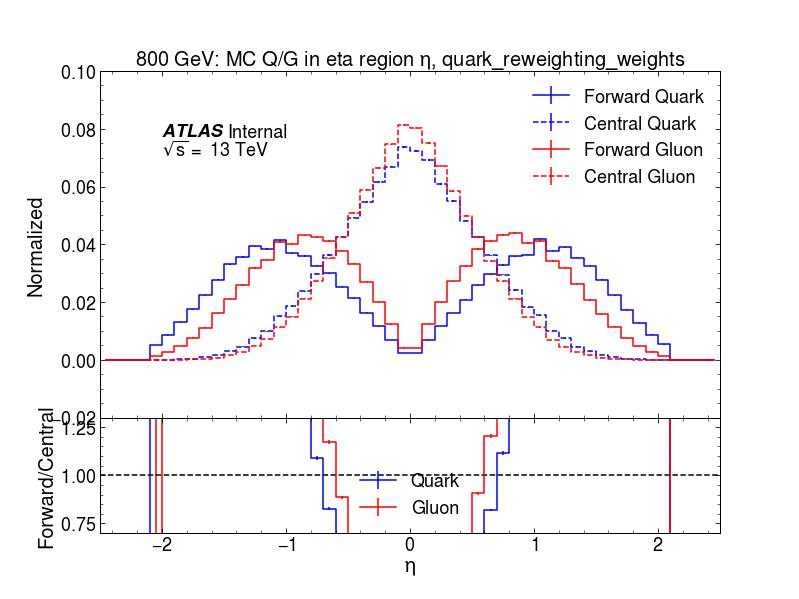 800 GeV: MC Q/G in eta region η, quark_reweighting_weights
0.10
0.08
0.06
0.04
0.02
0.00
0.02
Normalized
ATLAS Internal
√s = 13 TeV
Forward Quark
Central Quark
Forward Gluon
Central Gluon
1.25
1.00
0.75
Forward/Central
Quark
Gluon
−2 −1 0 1 2
η